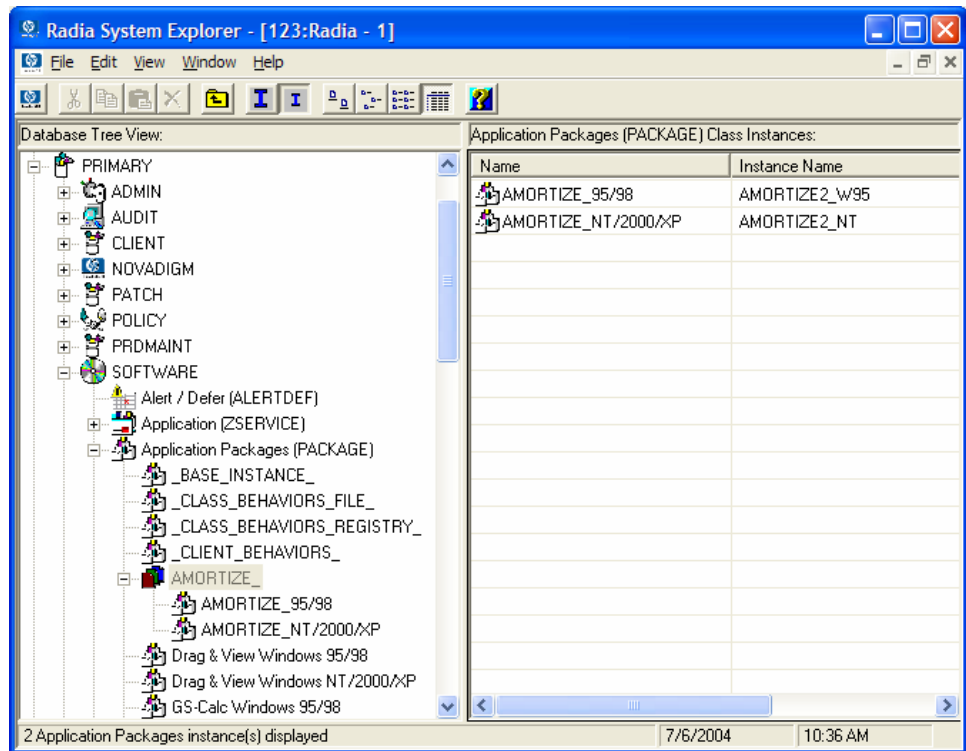 Radia System Explorer - [123:Radia - 1]
File Edit View Window Help
Database Tree View:
PRIMARY
ADMIN
AUDIT
CLIENT
NOVADIGM
PATCH
POLICY
PRDMAINT
SOFTWARE
Alert / Defer (ALERTDEF)
Application (ZSERVICE)
Application Packages (PACKAGE)
_BASE_INSTANCE_
_CLASS_BEHAVIORS_FILE_
_CLASS_BEHAVIORS_REGISTRY_
_CLIENT_BEHAVIORS_
AMORTIZE_
AMORTIZE_95/98
AMORTIZE_NT/2000/XP
Drag & View Windows 95/98
Drag & View Windows NT/2000/XP
GS-Calc Windows 95/98
Application Packages (PACKAGE) Class Instances:
Name Instance Name
AMORTIZE_95/98 AMORTIZE2_W95
AMORTIZE_NT/2000/XP AMORTIZE2_NT
2 Application Packages instance(s) displayed 7/6/2004 10:36 AM